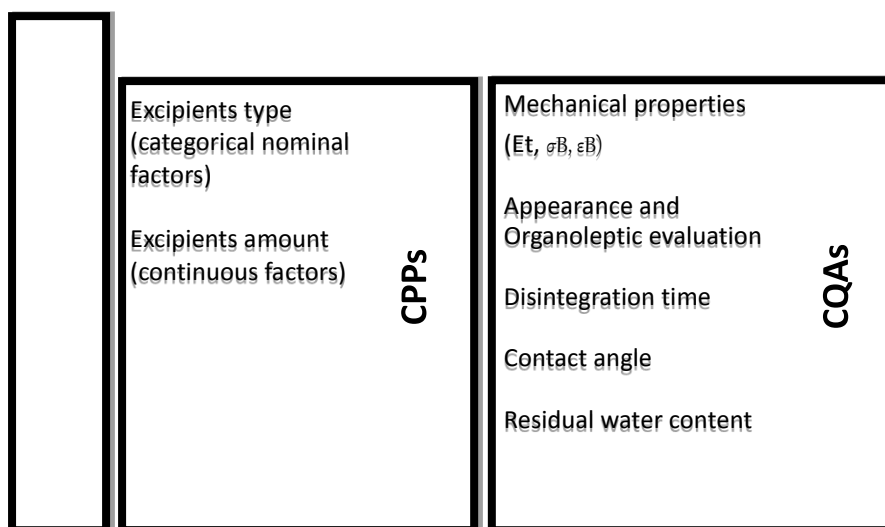 Excipients type
(categorical nominal
factors)
Excipients amount
(continuous factors)
CPPs
Mechanical properties
(Et, σB, εB)
Appearance and
Organoleptic evaluation
Disintegration time
Contact angle
Residual water content
CQAs